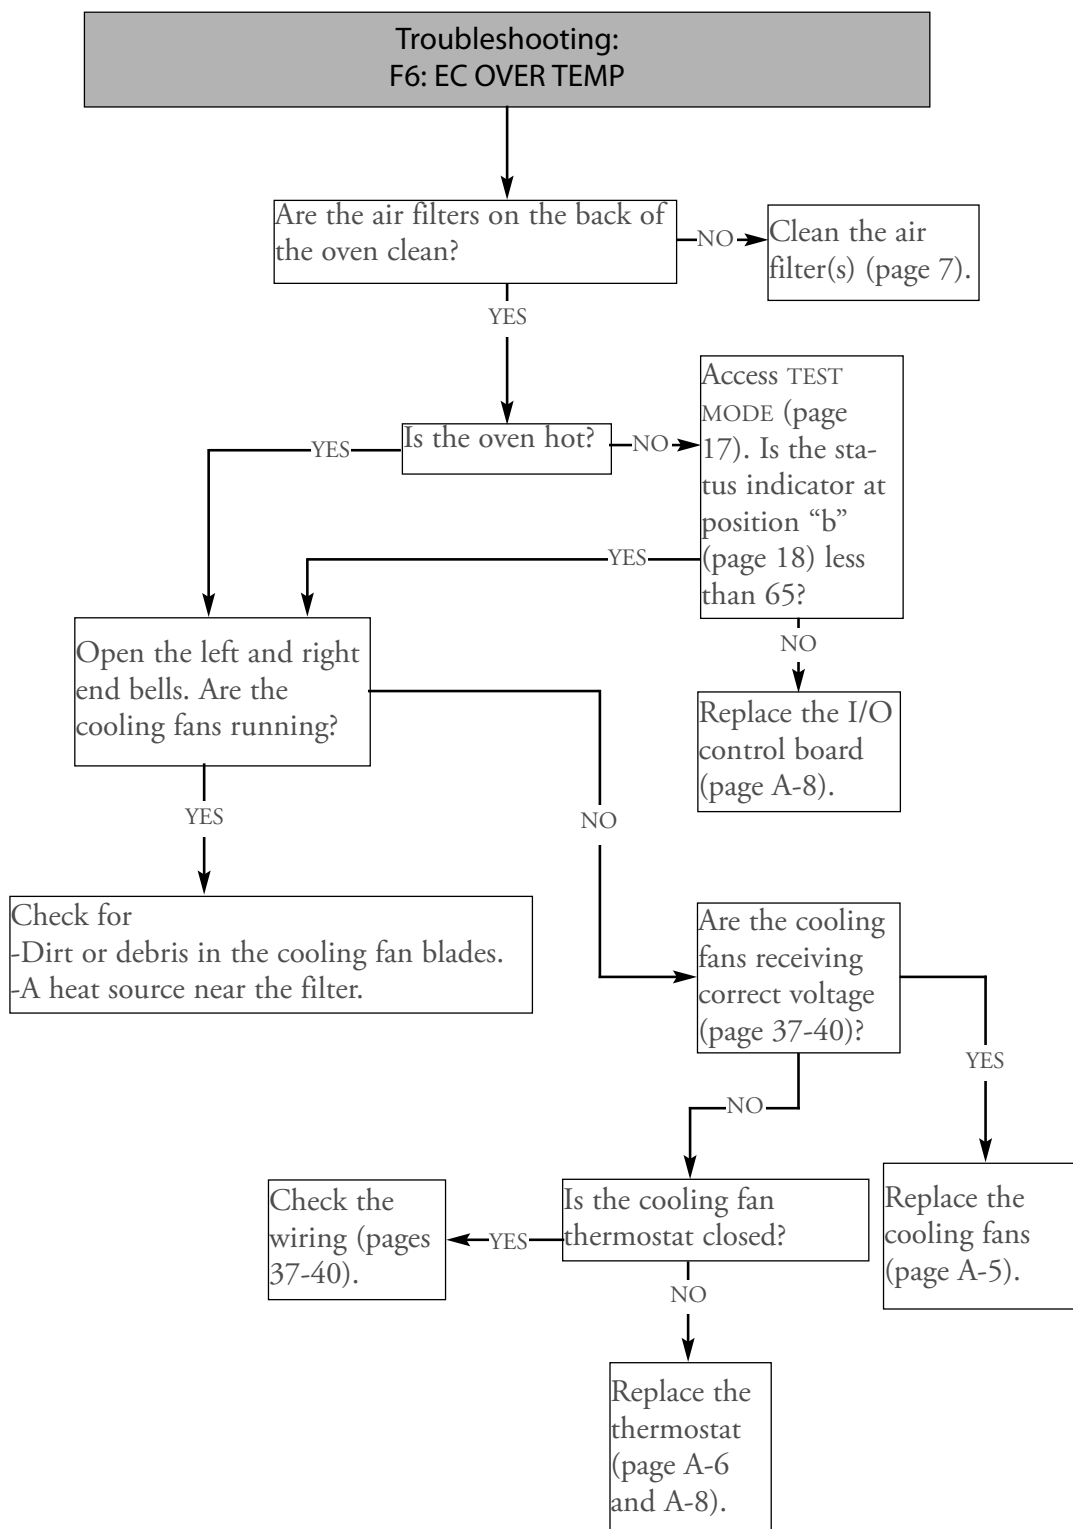 Troubleshooting:
F6: EC OVER TEMP
Are the air filters on the back of
the oven clean?
NO
Clean the air
filter(s) (page 7).
YES
Is the oven hot?
YES
NO
Access TEST
MODE (page
17). Is the sta-
tus indicator at
position “b”
(page 18) less
than 65?
YES
NO
Replace the I/O
control board
(page A-8).
Open the left and right
end bells. Are the
cooling fans running?
YES
NO
Check for
-Dirt or debris in the cooling fan blades.
-A heat source near the filter.
Are the cooling
fans receiving
correct voltage
(page 37-40)?
YES
NO
Replace the
cooling fans
(page A-5).
Is the cooling fan
thermostat closed?
YES
Check the
wiring (pages
37-40).
NO
Replace the
thermostat
(page A-6
and A-8).